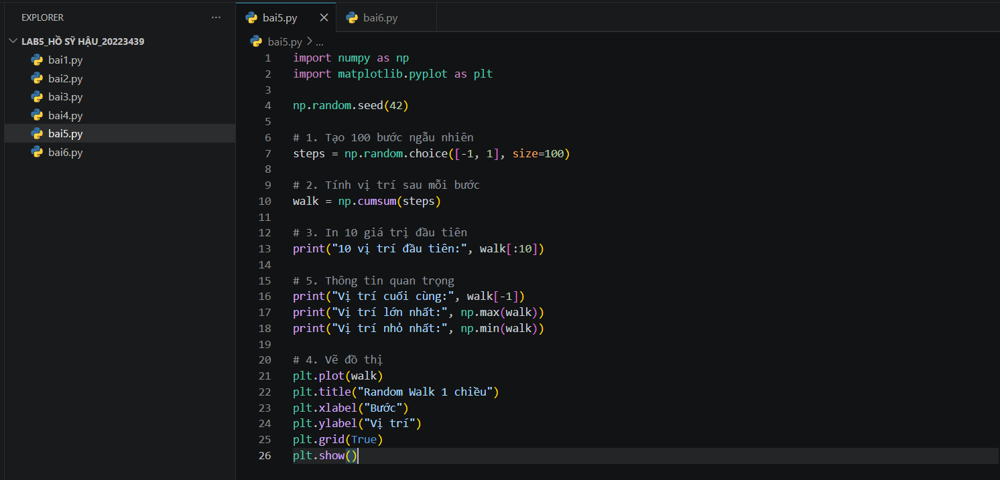 EXPLORER
LAB5_HỒ SỸ HẬU_20223439
bai1.py
bai2.py
bai3.py
bai4.py
bai5.py
bai6.py
bai5.py
bai6.py
bai5.py > ...
1 import numpy as np
2 import matplotlib.pyplot as plt
3
4 np.random.seed(42)
5
6 # 1. Tạo 100 bước ngẫu nhiên
7 steps = np.random.choice([-1, 1], size=100)
8
9 # 2. Tính vị trí sau mỗi bước
10 walk = np.cumsum(steps)
11
12 # 3. In 10 giá trị đầu tiên
13 print("10 vị trí đầu tiên:", walk[:10])
14
15 # 5. Thông tin quan trọng
16 print("Vị trí cuối cùng:", walk[-1])
17 print("Vị trí lớn nhất:", np.max(walk))
18 print("Vị trí nhỏ nhất:", np.min(walk))
19
20 # 4. Vẽ đồ thị
21 plt.plot(walk)
22 plt.title("Random Walk 1 chiều")
23 plt.xlabel("Bước")
24 plt.ylabel("Vị trí")
25 plt.grid(True)
26 plt.show()